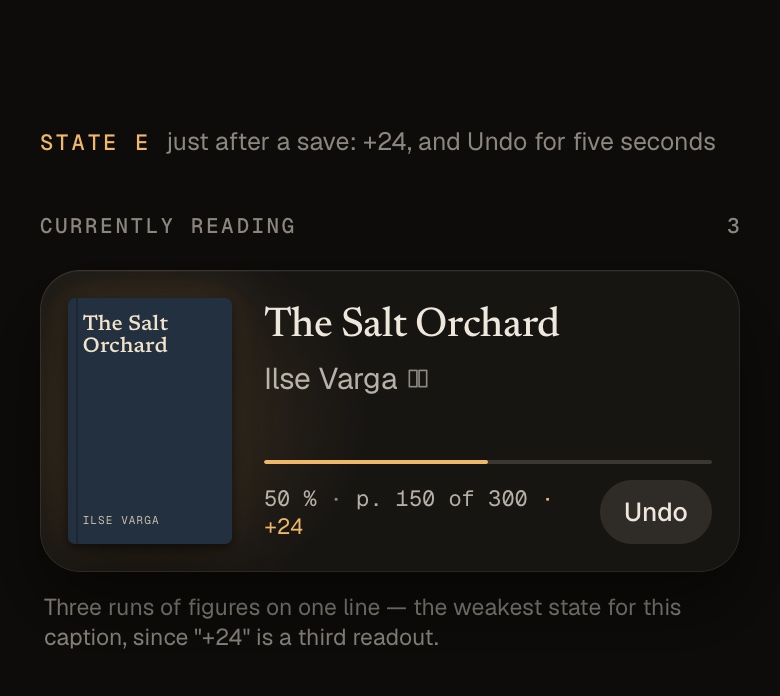 STATE E just after a save: +24, and Undo for five seconds
CURRENTLY READING 3
The Salt
Orchard
ILSE VARGA
The Salt Orchard
Ilse Varga
50 % · p. 150 of 300 ·
+24
Undo
Three runs of figures on one line — the weakest state for this
caption, since "+24" is a third readout.